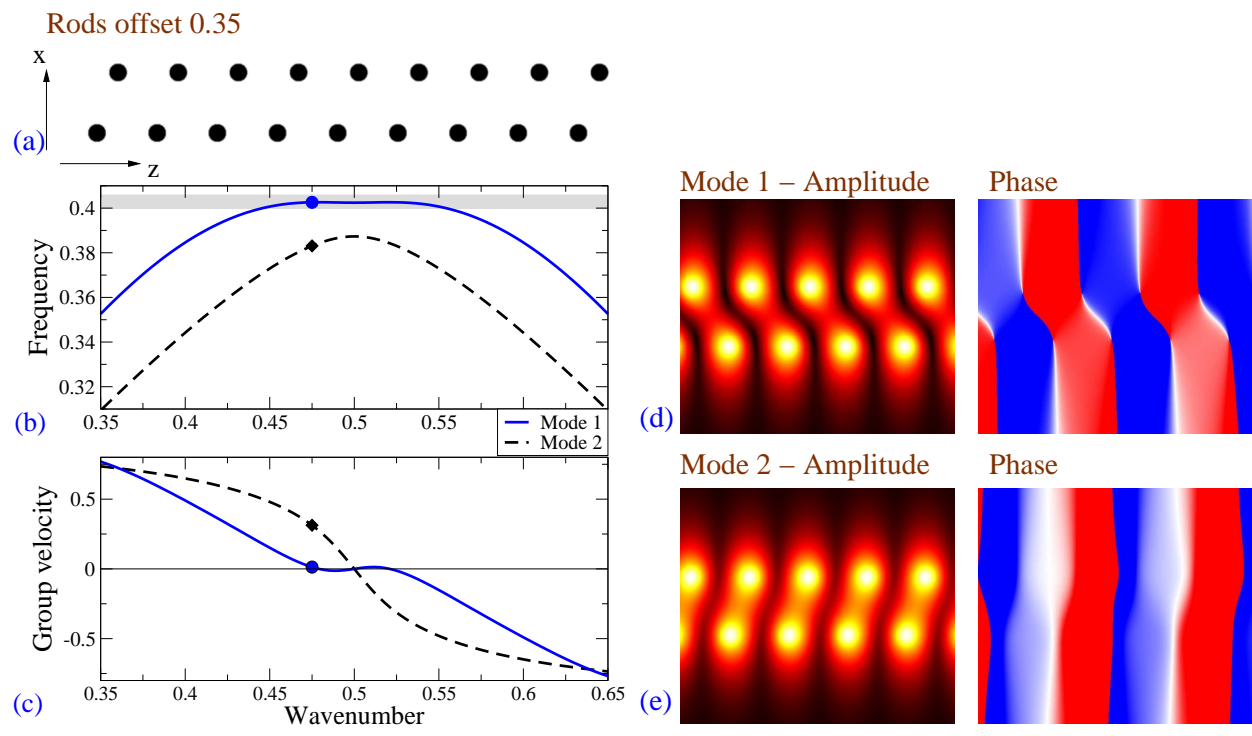 Rods offset 0.35
x
(a)
z
0.4
0.38
0.36
0.34
0.32
Frequency
0.35 0.4 0.45 0.5 0.55
(b)
Mode 1
Mode 2
0.5
0
-0.5
Group velocity
0.35 0.4 0.45 0.5 0.55 0.6 0.65
(c)
Wavenumber
Mode 1 – Amplitude
Phase
(d)
Mode 2 – Amplitude
Phase
(e)